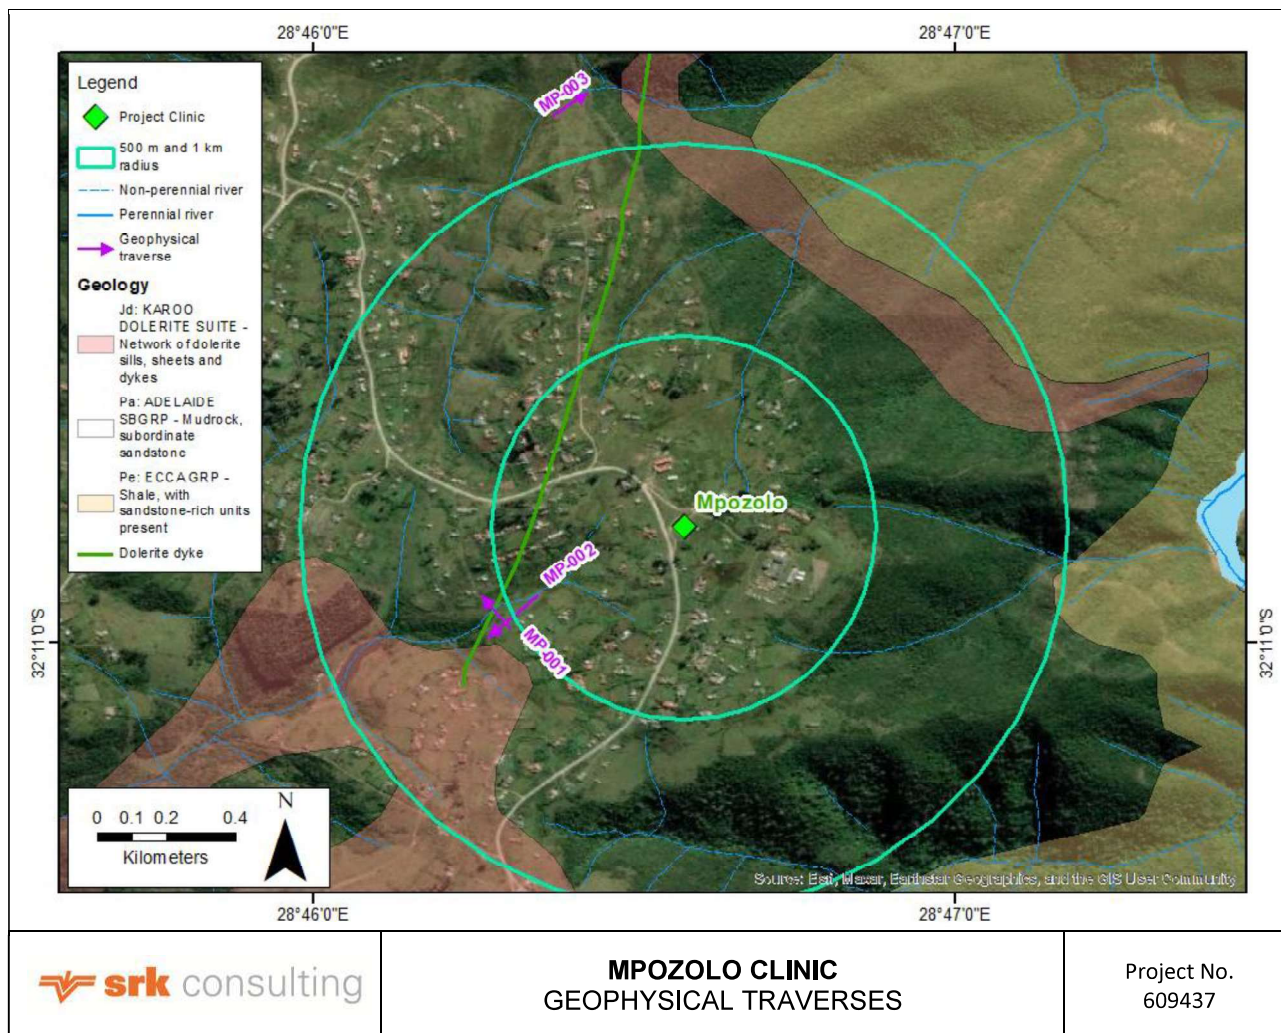 28°46'0"E
28°47'0"E
Legend
Project Clinic
500 m and 1 km
radius
Non-perennial river
Perennial river
Geophysical
traverse
Geology
Jd: KAROO
DOLERITE SUITE -
Network of dolerite
sills, sheets and
dykes
Pa: ADELAIDE
SBGRP - Mudrock,
subordinate
sandstone
Pe: ECCA GRP -
Shale, with
sandstone-rich units
present
Dolerite dyke
MP-003
Mpozolo
MP-002
MP-001
32°11'0"S
32°11'0"S
0 0.1 0.2 0.4
Kilometers
N
Source: Esri, Maxar, Earthstar Geographics, and the GIS User Community
28°46'0"E
28°47'0"E
srk consulting
MPOZOLO CLINIC
GEOPHYSICAL TRAVERSES
Project No.
609437